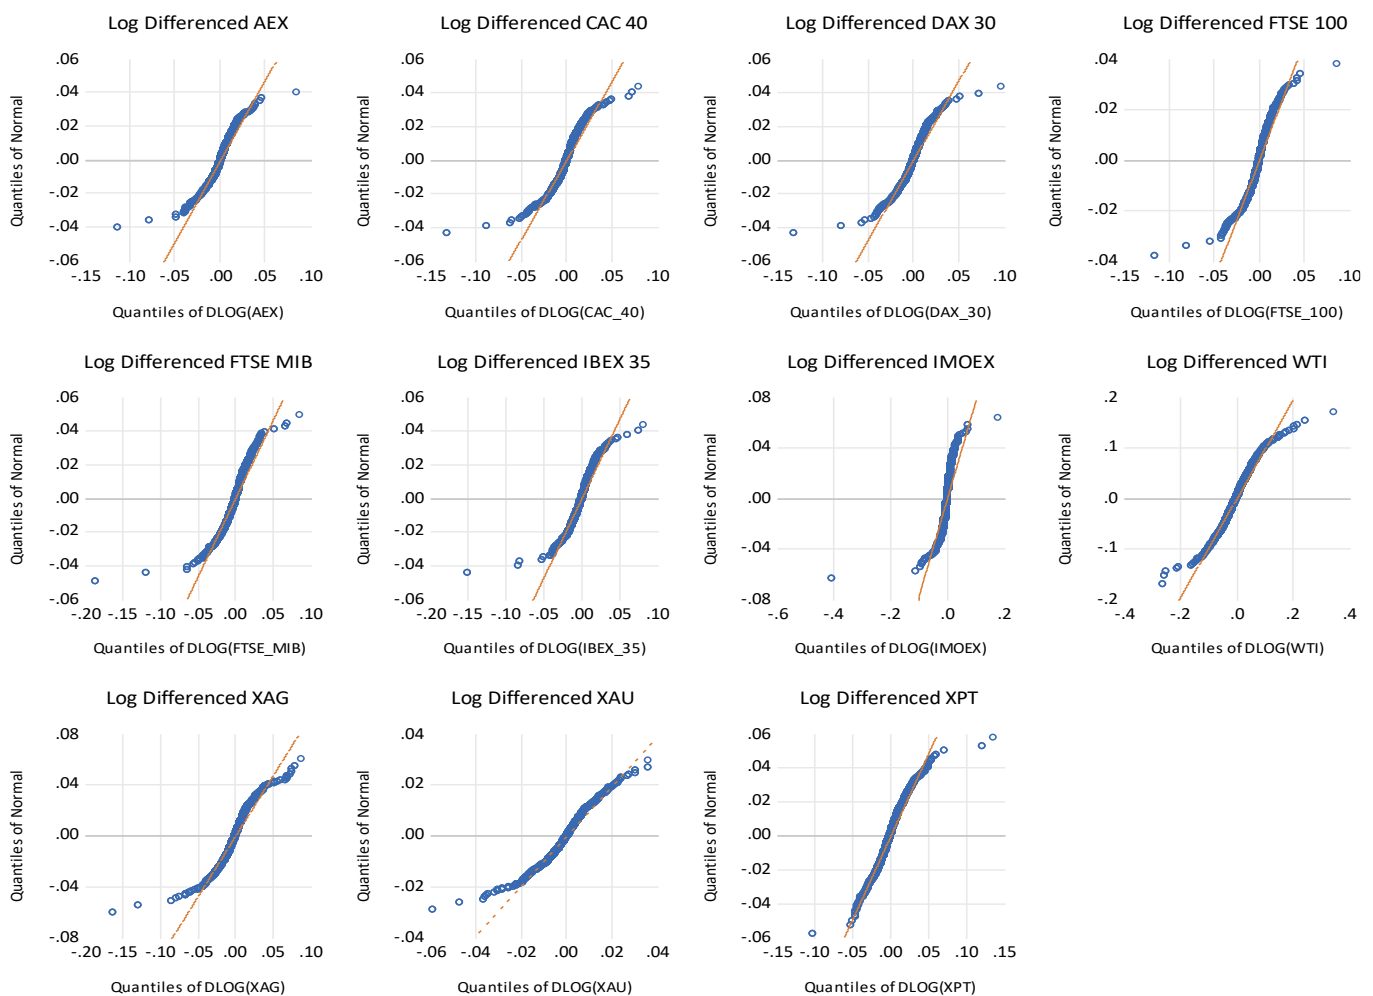 Log Differenced AEX
Quantiles of Normal
.06
.04
.02
.00
-.02
-.04
-.06
-.15 -.10 -.05 .00 .05 .10
Quantiles of DLOG(AEX)
Log Differenced CAC 40
Quantiles of Normal
.06
.04
.02
.00
-.02
-.04
-.06
-.15 -.10 -.05 .00 .05 .10
Quantiles of DLOG(CAC_40)
Log Differenced DAX 30
Quantiles of Normal
.06
.04
.02
.00
-.02
-.04
-.06
-.15 -.10 -.05 .00 .05 .10
Quantiles of DLOG(DAX_30)
Log Differenced FTSE 100
Quantiles of Normal
.04
.02
.00
-.02
-.04
-.15 -.10 -.05 .00 .05 .10
Quantiles of DLOG(FTSE_100)
Log Differenced FTSE MIB
Quantiles of Normal
.06
.04
.02
.00
-.02
-.04
-.06
-.20 -.15 -.10 -.05 .00 .05 .10
Quantiles of DLOG(FTSE_MIB)
Log Differenced IBEX 35
Quantiles of Normal
.06
.04
.02
.00
-.02
-.04
-.06
-.20 -.15 -.10 -.05 .00 .05 .10
Quantiles of DLOG(IBEX_35)
Log Differenced IMOEX
Quantiles of Normal
.08
.04
.00
-.04
-.08
-.6 -.4 -.2 .0 .2
Quantiles of DLOG(IMOEX)
Log Differenced WTI
Quantiles of Normal
.2
.1
.0
-.1
-.2
-.4 -.2 .0 .2 .4
Quantiles of DLOG(WTI)
Log Differenced XAG
Quantiles of Normal
.08
.04
.00
-.04
-.08
-.20 -.15 -.10 -.05 .00 .05 .10
Quantiles of DLOG(XAG)
Log Differenced XAU
Quantiles of Normal
.04
.02
.00
-.02
-.04
-.06 -.04 -.02 .00 .02 .04
Quantiles of DLOG(XAU)
Log Differenced XPT
Quantiles of Normal
.06
.04
.02
.00
-.02
-.04
-.06
-.15 -.10 -.05 .00 .05 .10 .15
Quantiles of DLOG(XPT)